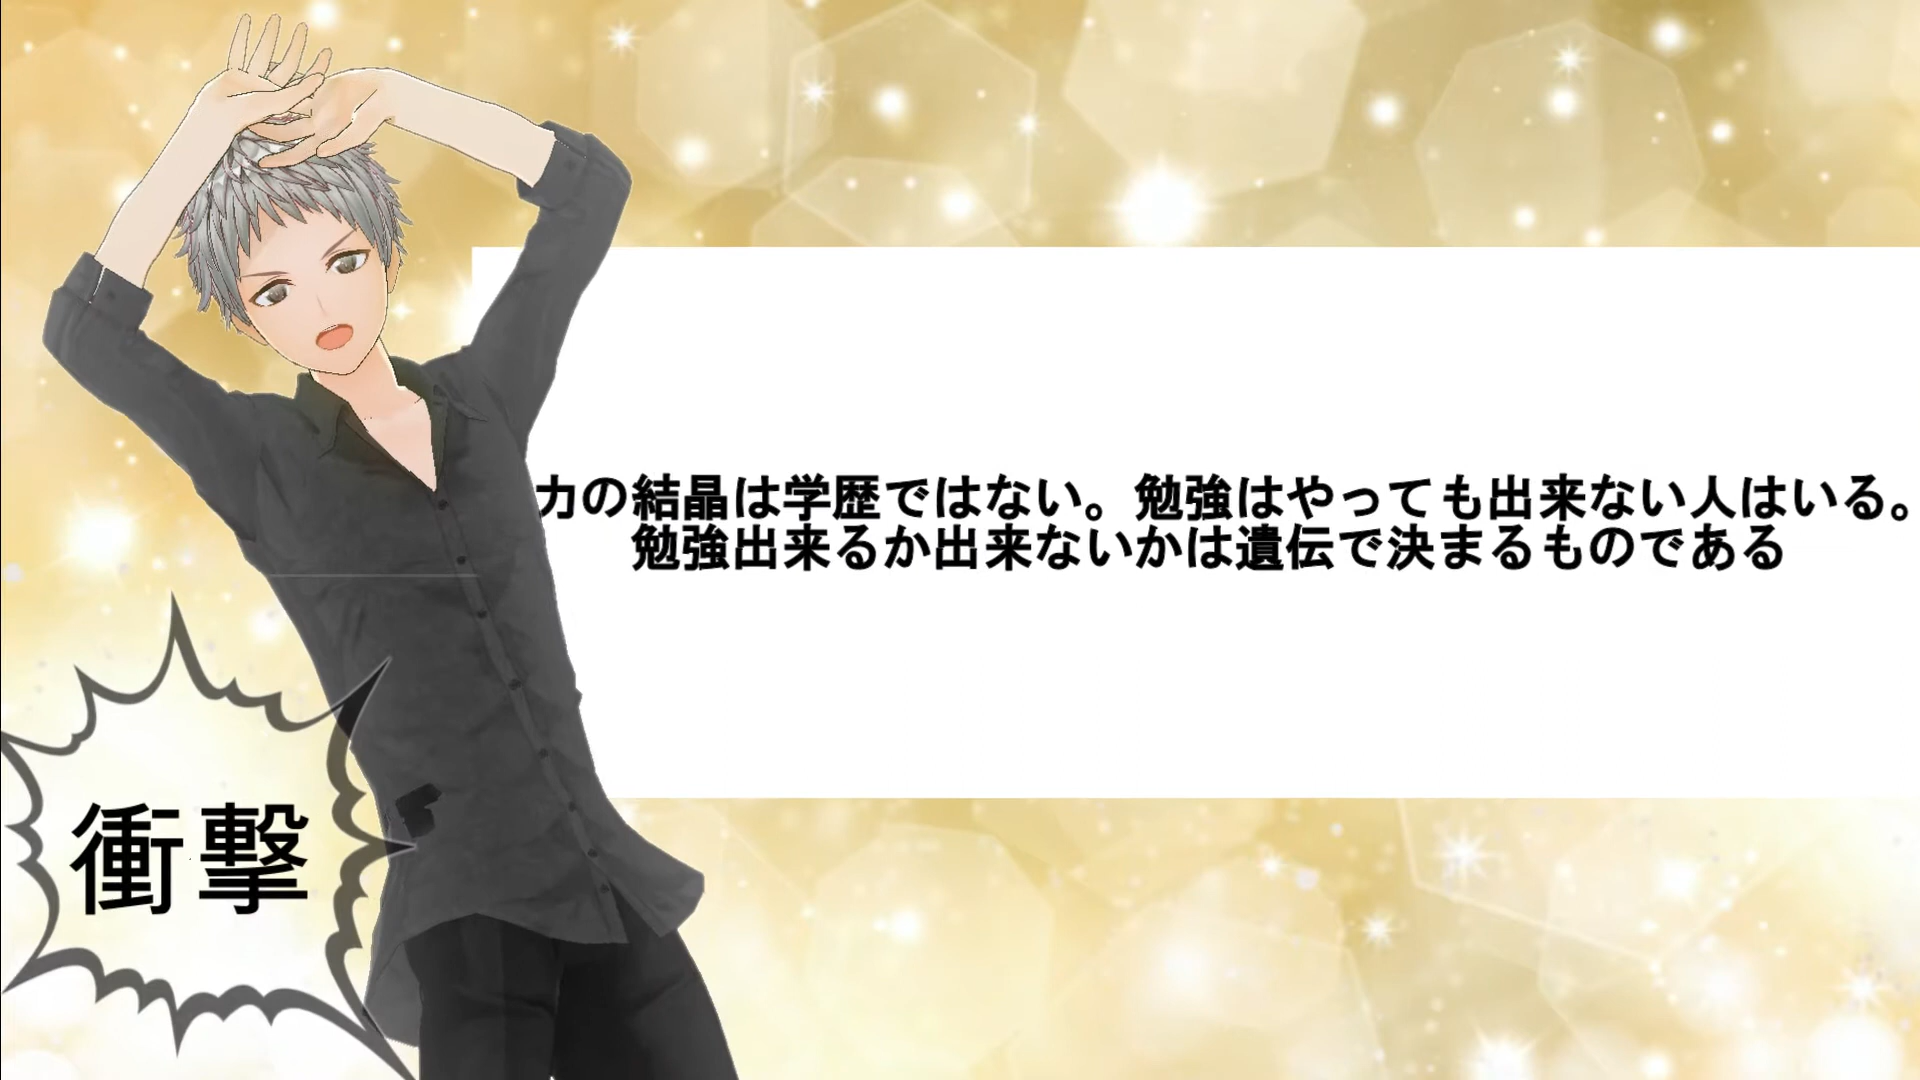 力の結晶は学歴ではない。勉強はやっても出来ない人はいる。
勉強出来るか出来ないかは遺伝で決まるものである
衝撃